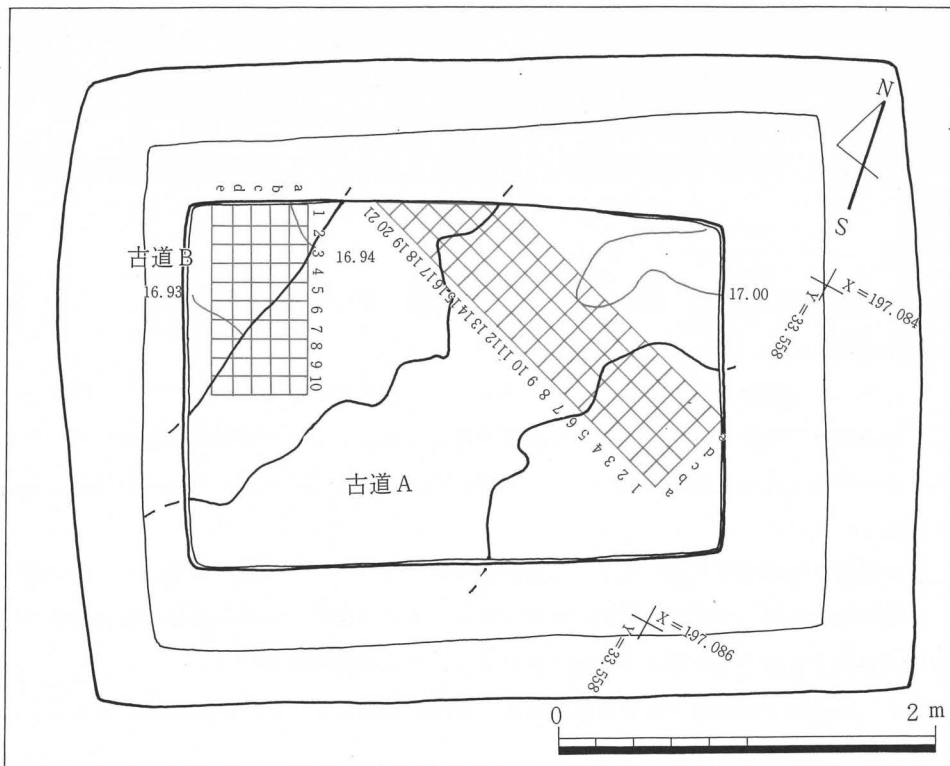 N
S
e d c b a
1
2
3
4
5
6
7
8
9
10
古道B
16.93
16.94
21 20 19 18 17 16 15 14 13 12 11 10 9 8 7 6 5 4 3 2 1
17.00
X=197.084
Y=33.558
e
d
c
b
a
古道A
X=197.086
Y=33.558
0 2 m